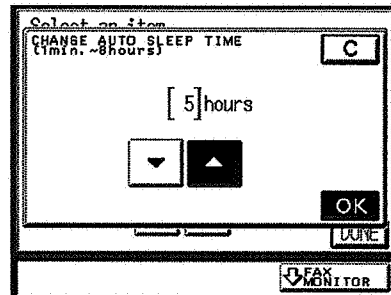 Select an item
CHANGE AUTO SLEEP TIME
(1min.~8hours)
C
[ 5]hours
OK
DONE
FAX
MONITOR